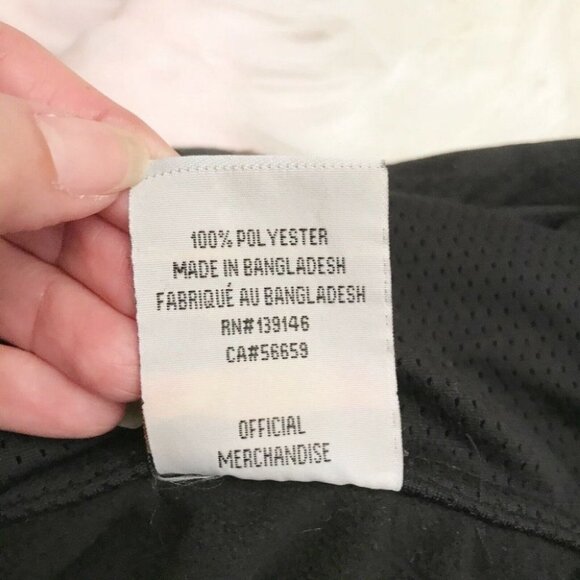 100% POLYESTER
MADE IN BANGLADESH
FABRIQUÉ AU BANGLADESH
RN#139146
CA#56659
OFFICIAL
MERCHANDISE